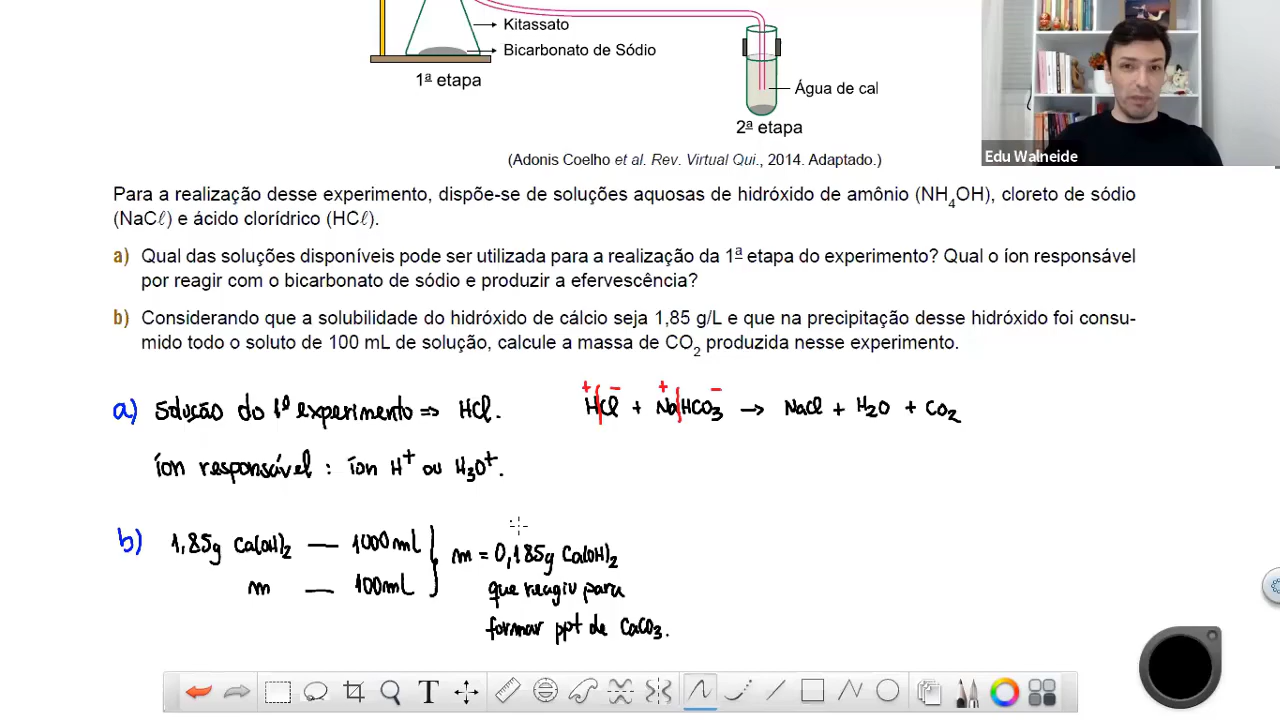 Kitassato
Bicarbonato de Sódio
1ª etapa
Água de cal
2ª etapa
(Adonis Coelho et al. Rev. Virtual Qui., 2014. Adaptado.)
Edu Walneide
Para a realização desse experimento, dispõe-se de soluções aquosas de hidróxido de amônio (NH₄OH), cloreto de sódio
(NaCℓ) e ácido clorídrico (HCℓ).
a) Qual das soluções disponíveis pode ser utilizada para a realização da 1ª etapa do experimento? Qual o íon responsável
por reagir com o bicarbonato de sódio e produzir a efervescência?
b) Considerando que a solubilidade do hidróxido de cálcio seja 1,85 g/L e que na precipitação desse hidróxido foi consu-
mido todo o soluto de 100 mL de solução, calcule a massa de CO₂ produzida nesse experimento.
+ - + -
a) Solução do 1º experimento ⇒ HCl. HCl + NaHCO₃ → NaCl + H₂O + CO₂
íon responsável : íon H⁺ ou H₃O⁺.
b) 1,85g Ca(OH)₂ — 1000ml
m — 100ml
m = 0,185g Ca(OH)₂
que reagiu para
formar ppt de CaCO₃.
T